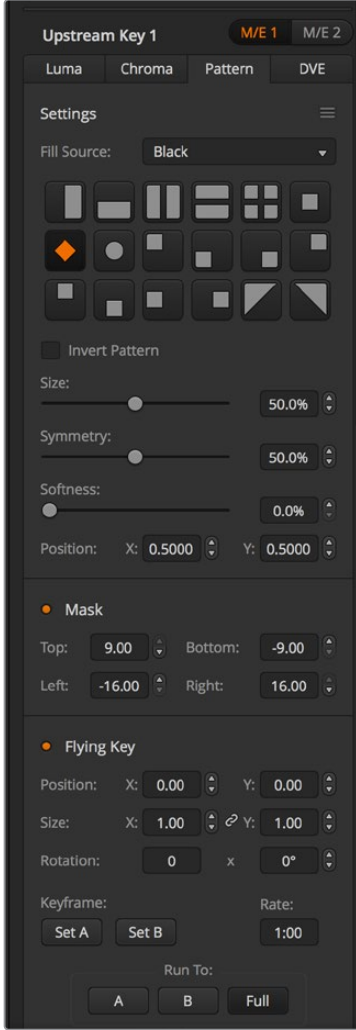 Upstream Key 1 M/E 1 M/E 2
Luma Chroma Pattern DVE
Settings
Fill Source: Black
Invert Pattern
Size:
50.0%
Symmetry:
50.0%
Softness:
0.0%
Position: X: 0.5000 Y: 0.5000
Mask
Top: 9.00 Bottom: -9.00
Left: -16.00 Right: 16.00
Flying Key
Position: X: 0.00 Y: 0.00
Size: X: 1.00 Y: 1.00
Rotation: 0 x 0°
Keyframe: Rate:
Set A Set B 1:00
Run To:
A B Full